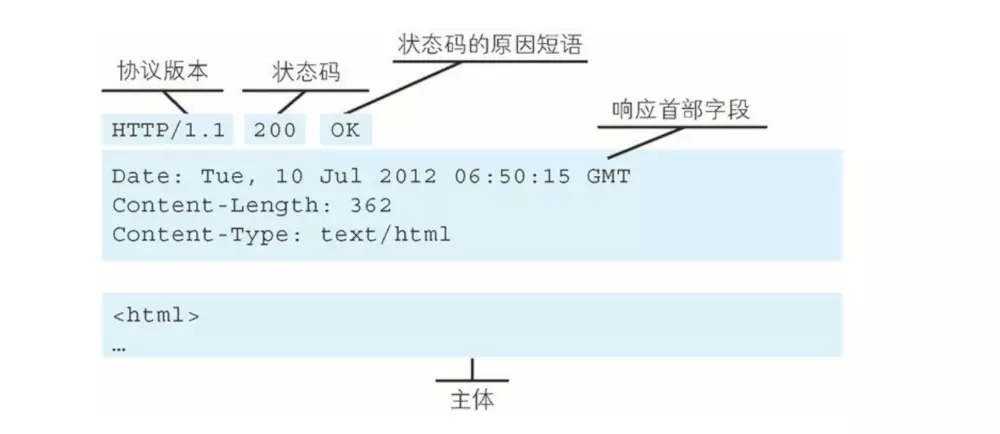 状态码的原因短语
协议版本 状态码
响应首部字段
HTTP/1.1 200 OK
Date: Tue, 10 Jul 2012 06:50:15 GMT
Content-Length: 362
Content-Type: text/html
<html>
…
主体